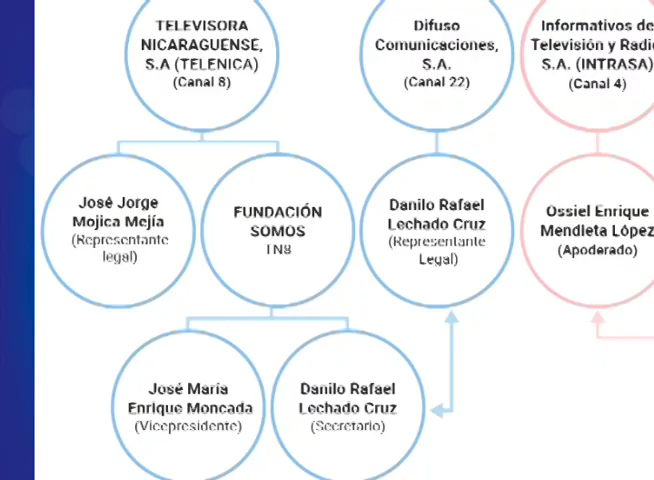 TELEVISORA
NICARAGUENSE,
S.A (TELENICA)
(Canal 8)
Difuso
Comunicaciones,
S.A.
(Canal 22)
Informativos de
Televisión y Radio
S.A. (INTRASA)
(Canal 4)
José Jorge
Mojica Mejía
(Representante
legal)
FUNDACIÓN
SOMOS
TN8
Danilo Rafael
Lechado Cruz
(Representante
Legal)
Ossiel Enrique
Mendieta López
(Apoderado)
José María
Enrique Moncada
(Vicepresidente)
Danilo Rafael
Lechado Cruz
(Secretario)